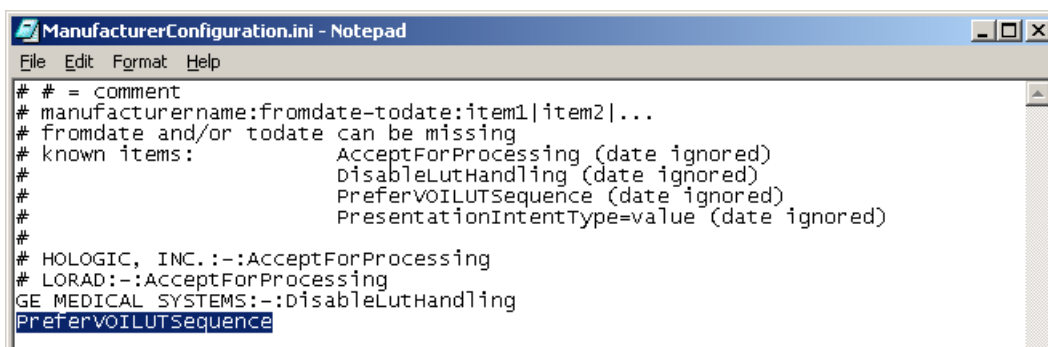 ManufacturerConfiguration.ini - Notepad
File Edit Format Help
# # = comment
# manufacturername:fromdate-todate:item1|item2|...
# fromdate and/or todate can be missing
# known items: AcceptForProcessing (date ignored)
# DisableLutHandling (date ignored)
# PreferVOILUTSequence (date ignored)
# PresentationIntentType=value (date ignored)
#
# HOLOGIC, INC.:-:AcceptForProcessing
# LORAD:-:AcceptForProcessing
GE MEDICAL SYSTEMS:-:DisableLutHandling
PreferVOILUTSequence